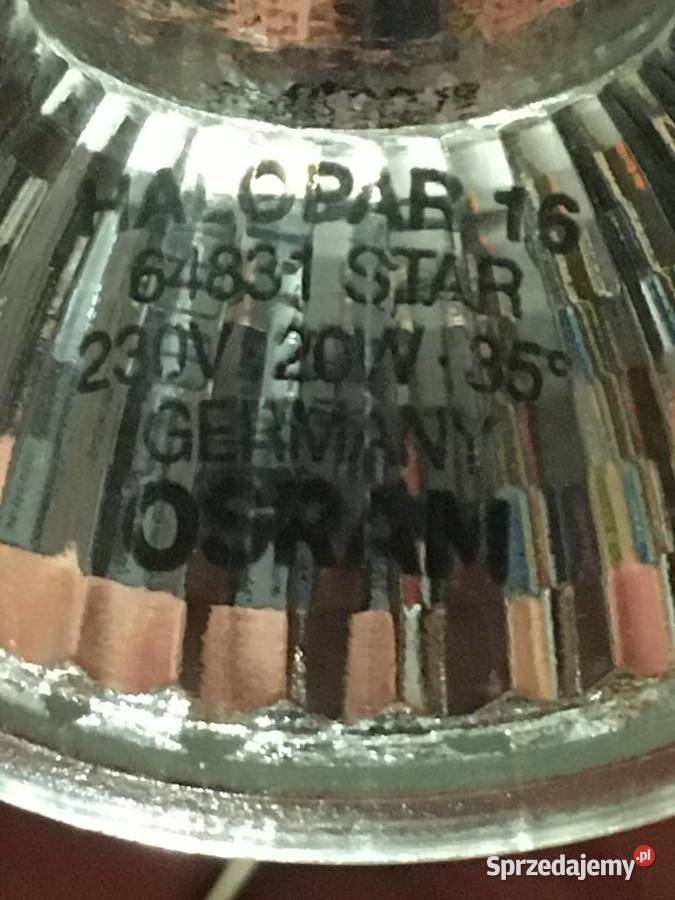 HALOPAR 16
64831 STAR
230V · 20W · 35°
GERMANY
OSRAM
Sprzedajemy.pl